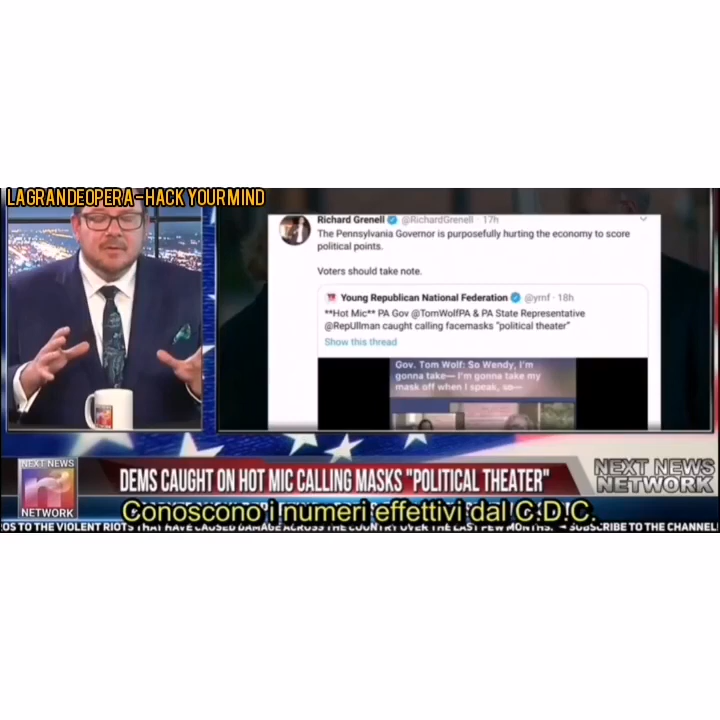 LAGRANDEOPERA-HACK YOURMIND
Richard Grenell @RichardGrenell · 17h
The Pennsylvania Governor is purposefully hurting the economy to score
political points.
Voters should take note.
YR Young Republican National Federation @yrnf · 18h
**Hot Mic** PA Gov @TomWolfPA & PA State Representative
@RepUllman caught calling facemasks "political theater"
Show this thread
Gov. Tom Wolf: So Wendy, I'm
gonna take— I'm gonna take my
mask off when I speak, so—
NEXT NEWS
NETWORK
DEMS CAUGHT ON HOT MIC CALLING MASKS "POLITICAL THEATER"
NEXT NEWS
NETWORK
Conoscono i numeri effettivi dal C.D.C.
OS TO THE VIOLENT RIOTS THAT HAVE CAUSED DAMAGE ACROSS THE COUNTRY OVER THE LAST FEW MONTHS. SUBSCRIBE TO THE CHANNEL